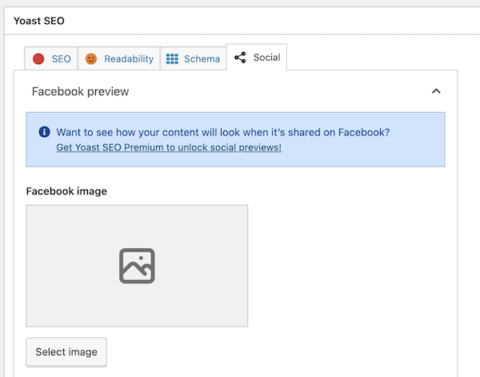 Yoast SEO
SEO Readability Schema Social
Facebook preview
Want to see how your content will look when it's shared on Facebook?
Get Yoast SEO Premium to unlock social previews!
Facebook image
Select image